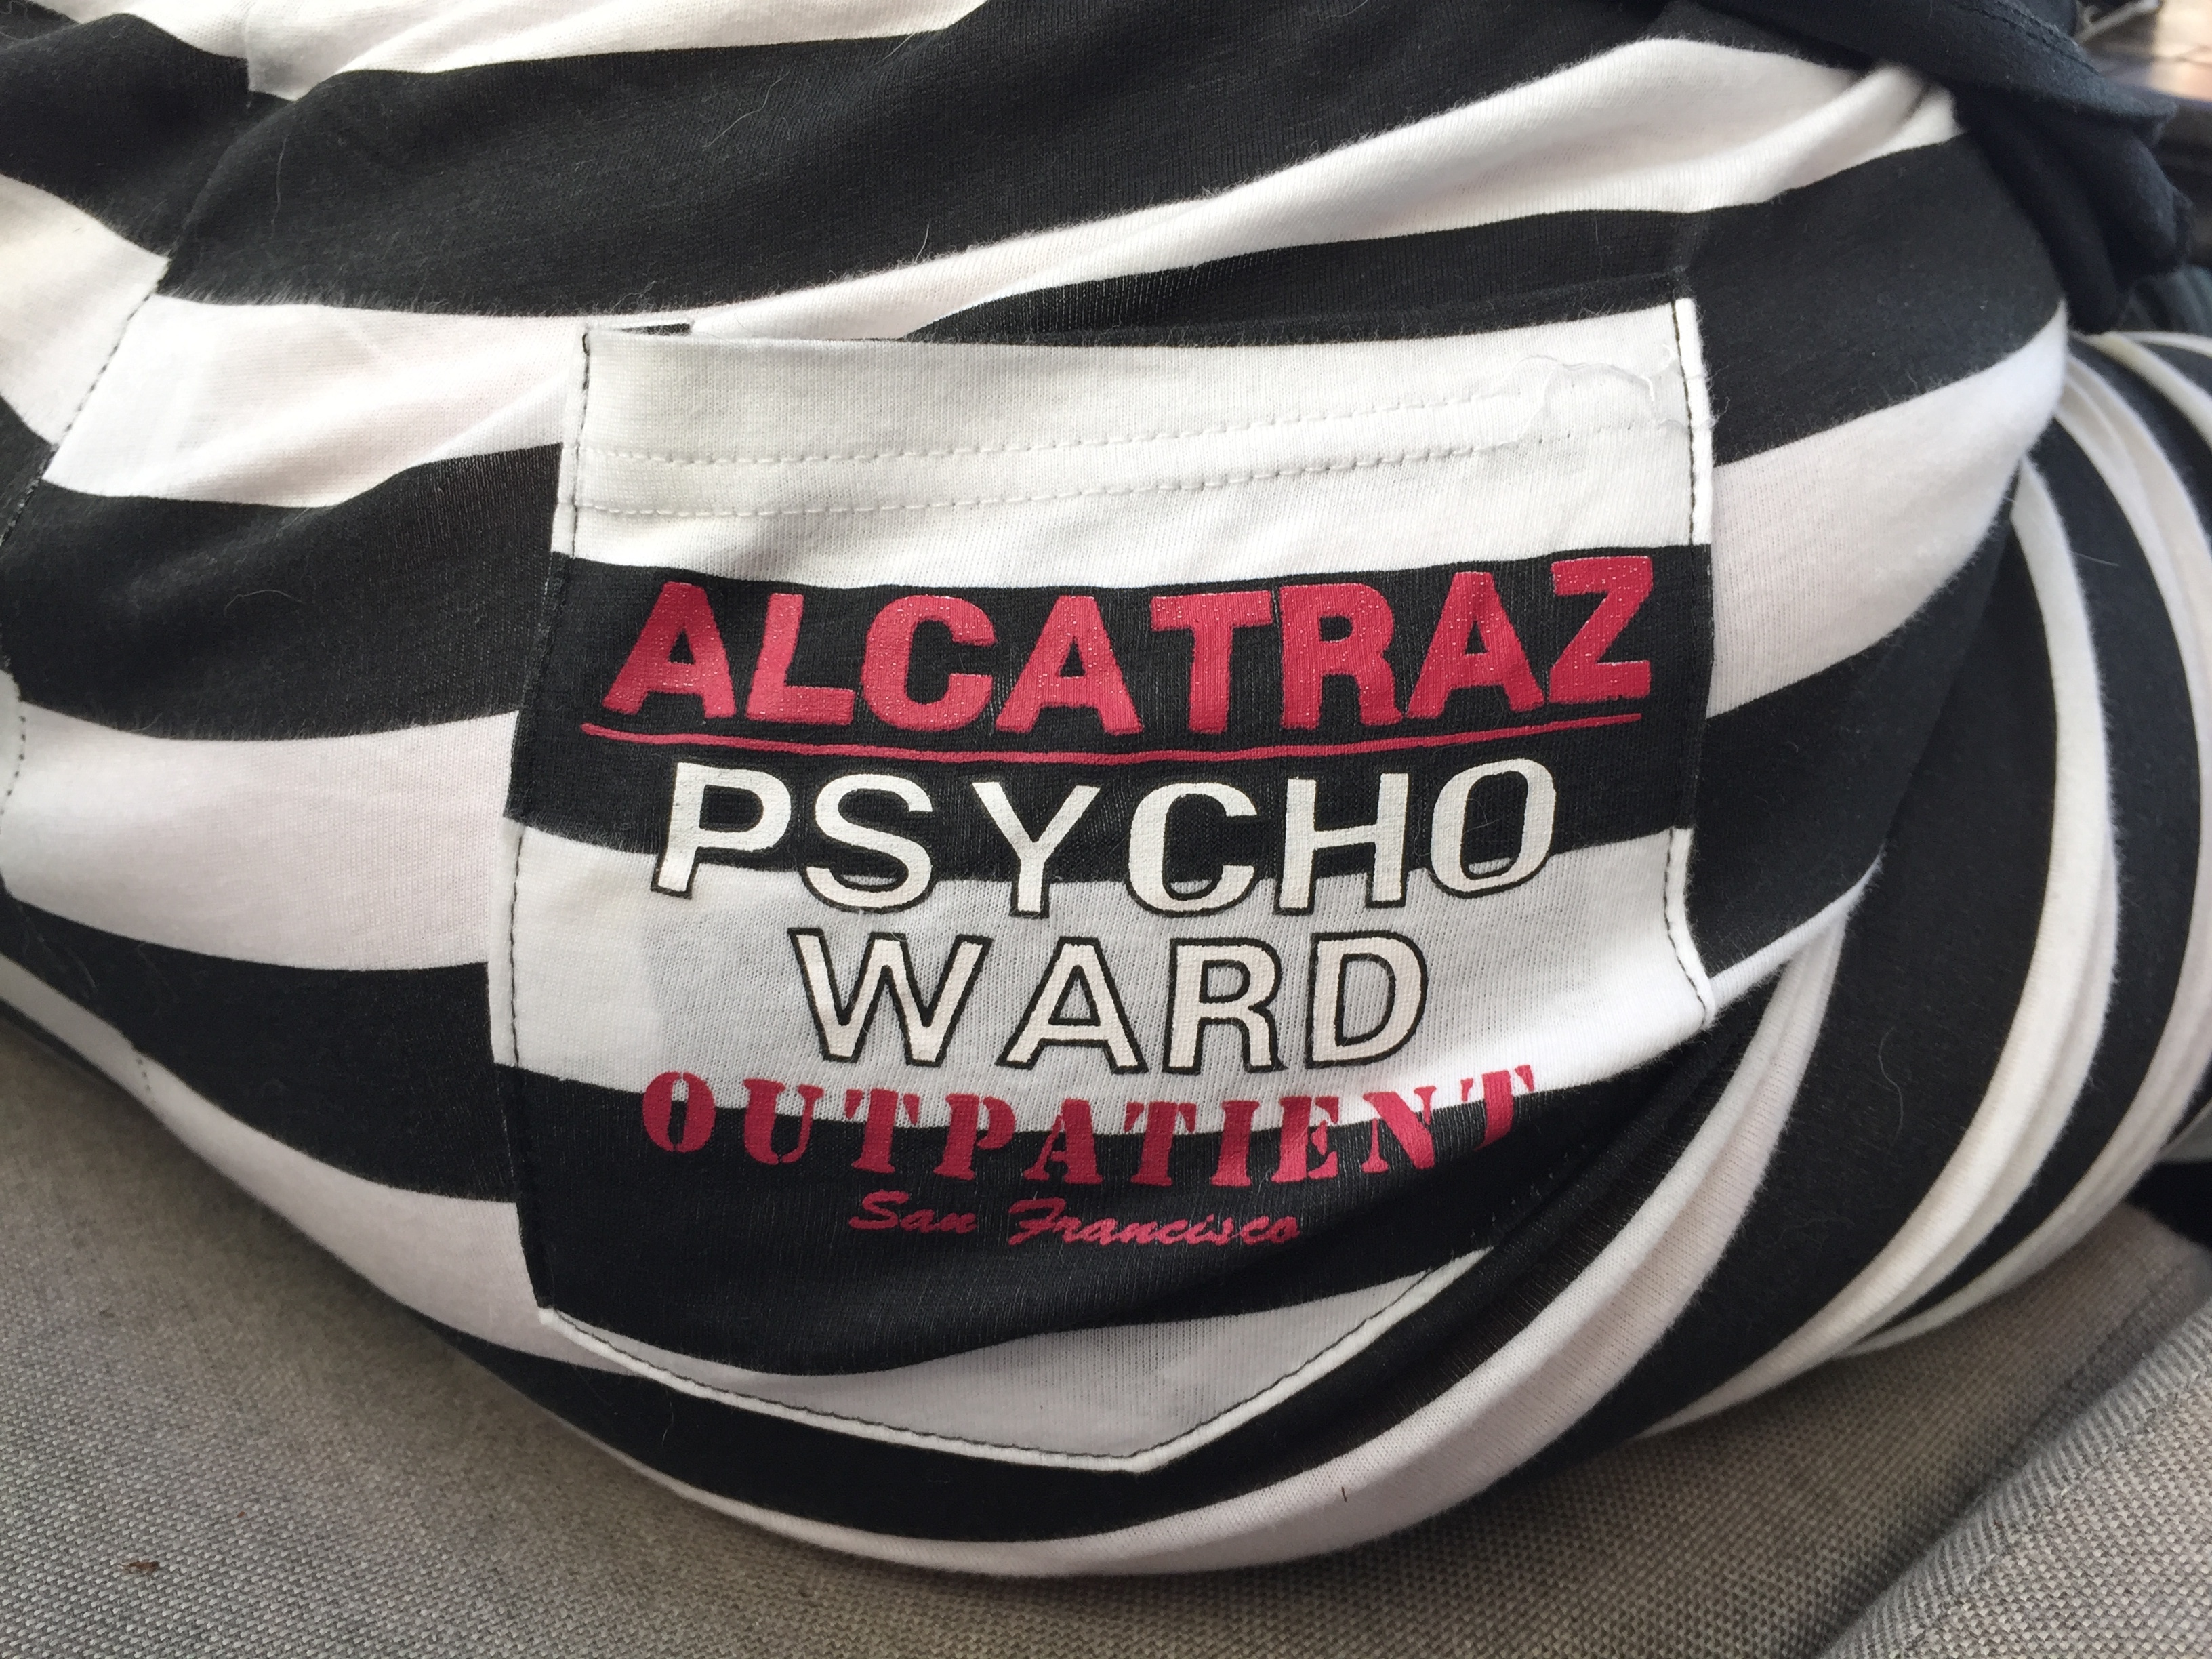 ALCATRAZ
PSYCHO
WARD
OUTPATIENT
San Francisco